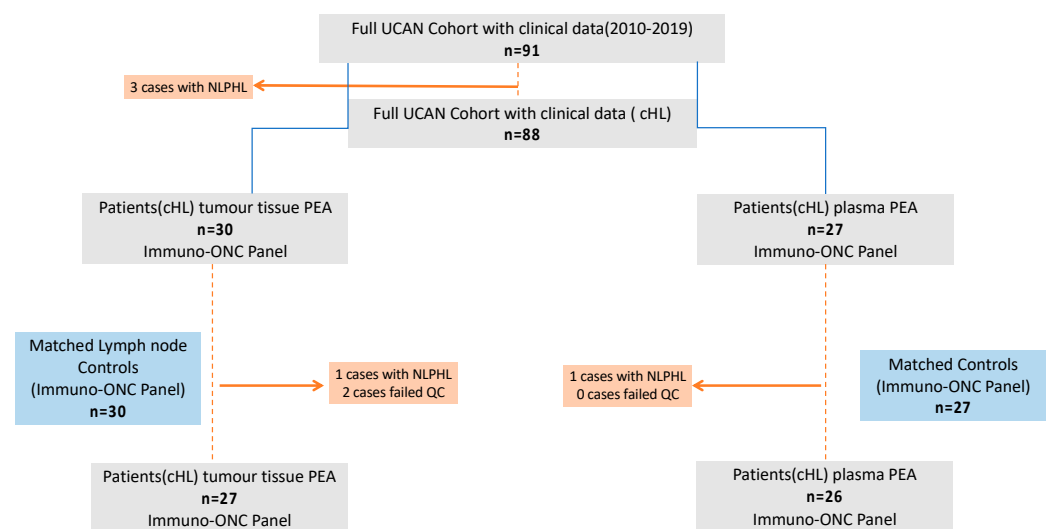 Full UCAN Cohort with clinical data(2010-2019)
n=91
3 cases with NLPHL
Full UCAN Cohort with clinical data ( cHL)
n=88
Patients(cHL) tumour tissue PEA
n=30
Immuno-ONC Panel
Patients(cHL) plasma PEA
n=27
Immuno-ONC Panel
Matched Lymph node
Controls
(Immuno-ONC Panel)
n=30
1 cases with NLPHL
2 cases failed QC
1 cases with NLPHL
0 cases failed QC
Matched Controls
(Immuno-ONC Panel)
n=27
Patients(cHL) tumour tissue PEA
n=27
Immuno-ONC Panel
Patients(cHL) plasma PEA
n=26
Immuno-ONC Panel